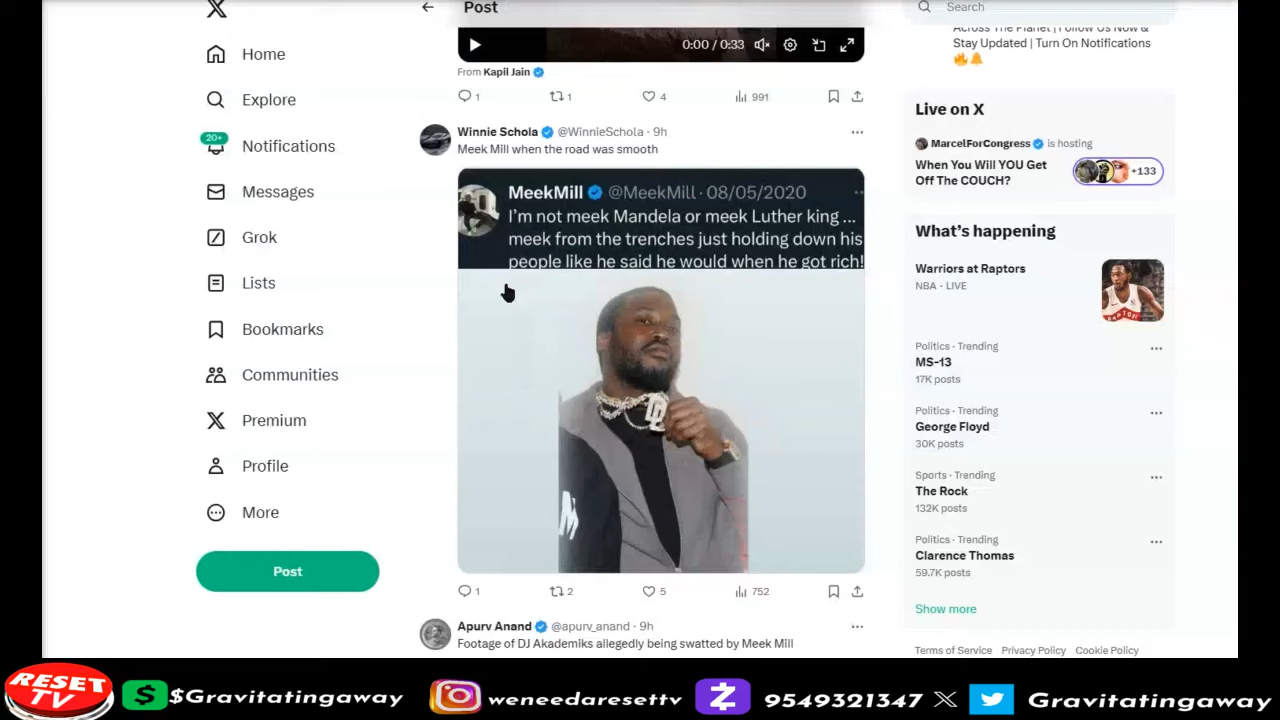 Post
Search
Home
Explore
20+
Notifications
Messages
Grok
Lists
Bookmarks
Communities
Premium
Profile
More
Post
0:00 / 0:33
From Kapil Jain
1
1
4
991
Winnie Schola @WinnieSchola · 9h
Meek Mill when the road was smooth
MeekMill @MeekMill · 08/05/2020
I'm not meek Mandela or meek Luther king ...
meek from the trenches just holding down his
people like he said he would when he got rich!
1
2
5
752
Apurv Anand @apurv_anand · 9h
Footage of DJ Akademiks allegedly being swatted by Meek Mill
Across The Planet | Follow Us Now &
Stay Updated | Turn On Notifications
🔥🔔
Live on X
MarcelForCongress is hosting
When You Will YOU Get
Off The COUCH?
+133
What's happening
Warriors at Raptors
NBA · LIVE
Politics · Trending
MS-13
17K posts
Politics · Trending
George Floyd
30K posts
Sports · Trending
The Rock
132K posts
Politics · Trending
Clarence Thomas
59.7K posts
Show more
Terms of Service Privacy Policy Cookie Policy
RESET
TV
$Gravitatingaway
weneedaresettv
9549321347
Gravitatingaway